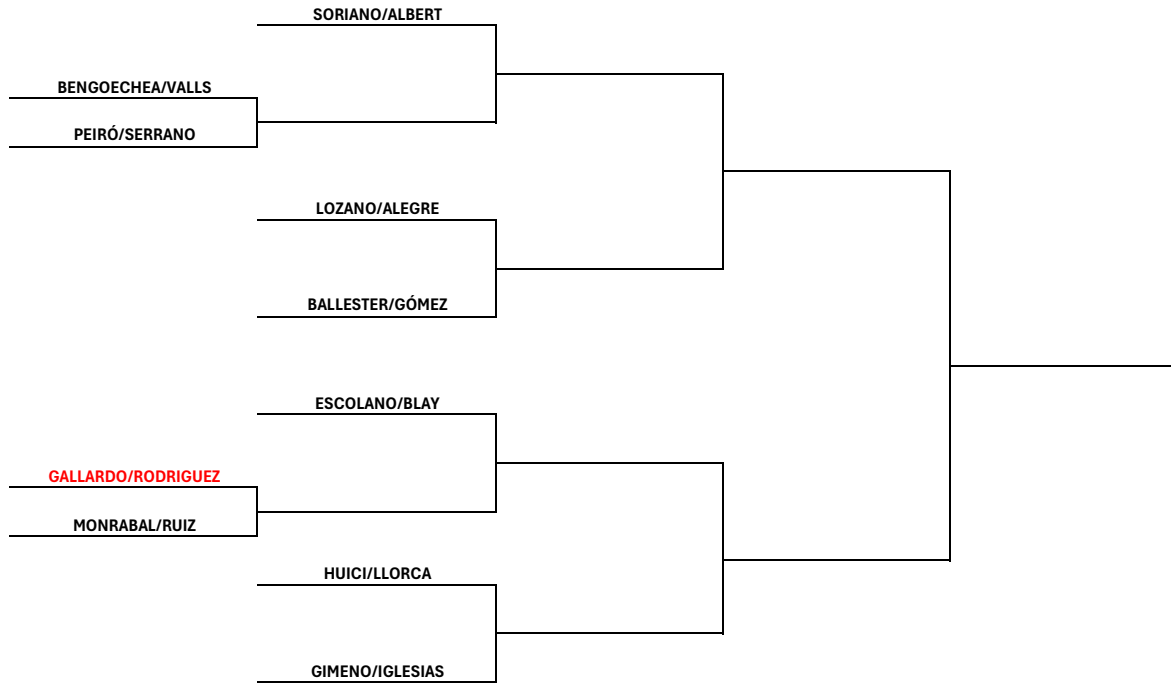 SORIANO/ALBERT
BENGOECHEA/VALLS
PEIRÓ/SERRANO
LOZANO/ALEGRE
BALLESTER/GÓMEZ
ESCOLANO/BLAY
GALLARDO/RODRIGUEZ
MONRABAL/RUIZ
HUICI/LLORCA
GIMENO/IGLESIAS